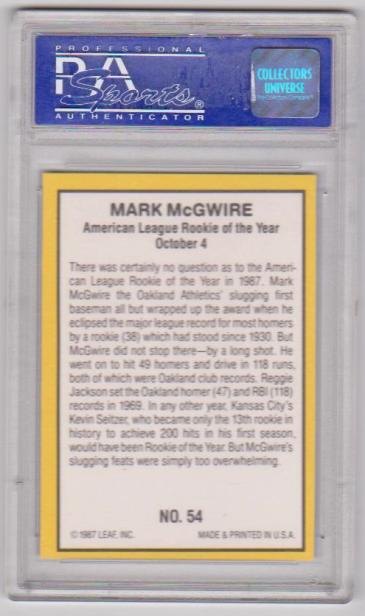 PROFESSIONAL
PSA
Sports®
AUTHENTICATOR
COLLECTORS
UNIVERSE
MARK McGWIRE
American League Rookie of the Year
October 4
There was certainly no question as to the Ameri-
can League Rookie of the Year in 1987. Mark
McGwire the Oakland Athletics' slugging first
baseman all but wrapped up the award when he
eclipsed the major league record for most homers
by a rookie (38) which had stood since 1930. But
McGwire did not stop there—by a long shot. He
went on to hit 49 homers and drive in 118 runs,
both of which were Oakland club records. Reggie
Jackson set the Oakland homer (47) and RBI (118)
records in 1969. In any other year, Kansas City's
Kevin Seitzer, who became only the 13th rookie in
history to achieve 200 hits in his first season,
would have been Rookie of the Year. But McGwire's
slugging feats were simply too overwhelming.
NO. 54
© 1987 LEAF, INC. MADE & PRINTED IN U.S.A.